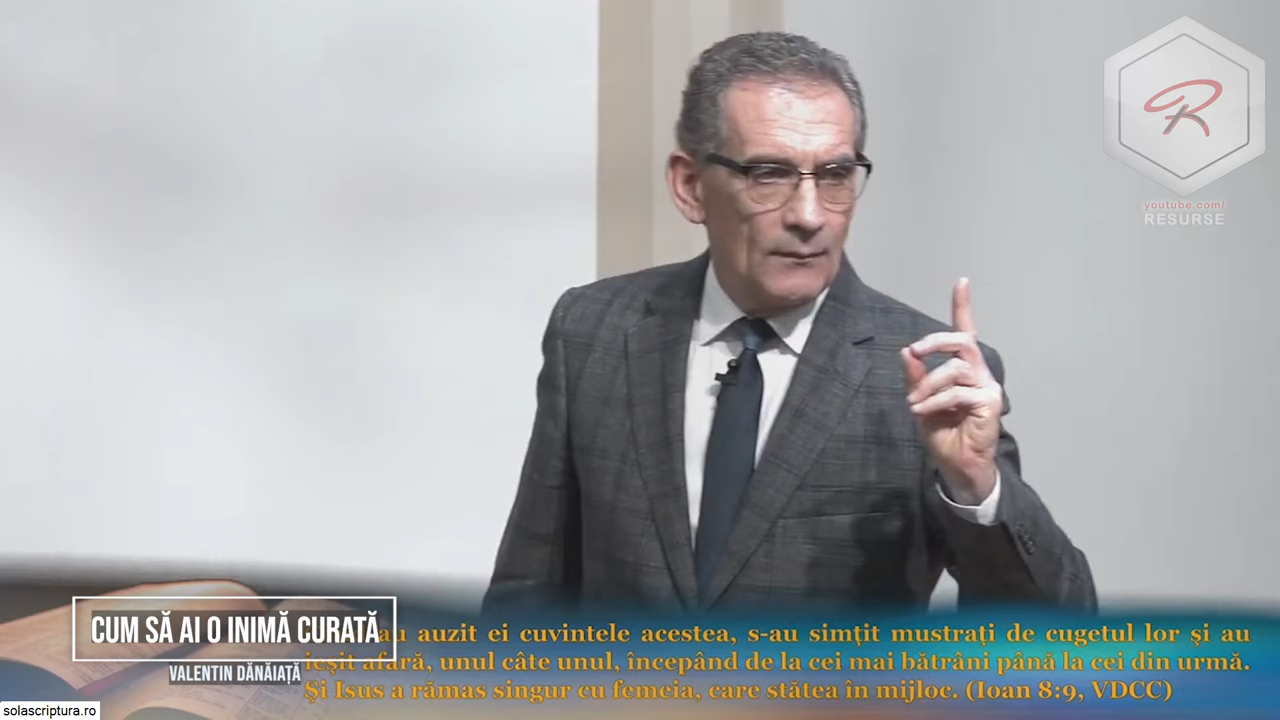 R
youtube.com/
RESURSE
CUM SĂ AI O INIMĂ CURATĂ
VALENTIN DĂNĂIAȚĂ
au auzit ei cuvintele acestea, s-au simțit mustrați de cugetul lor și au
ieșit afară, unul câte unul, începând de la cei mai bătrâni până la cei din urmă.
Și Isus a rămas singur cu femeia, care stătea în mijloc. (Ioan 8:9, VDCC)
solascriptura.ro